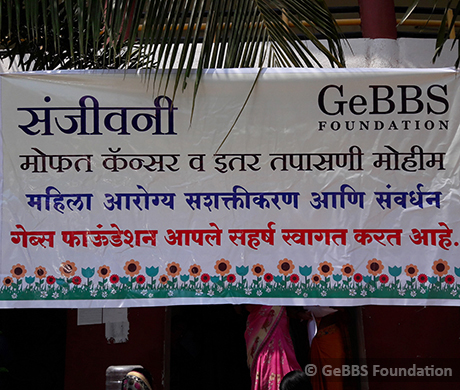 संजीवनी
GeBBS
FOUNDATION
मोफत कॅन्सर व इतर तपासणी मोहीम
महिला आरोग्य सशक्तीकरण आणि संवर्धन
गेब्स फाऊंडेशन आपले सहर्ष स्वागत करत आहे.
© GeBBS Foundation